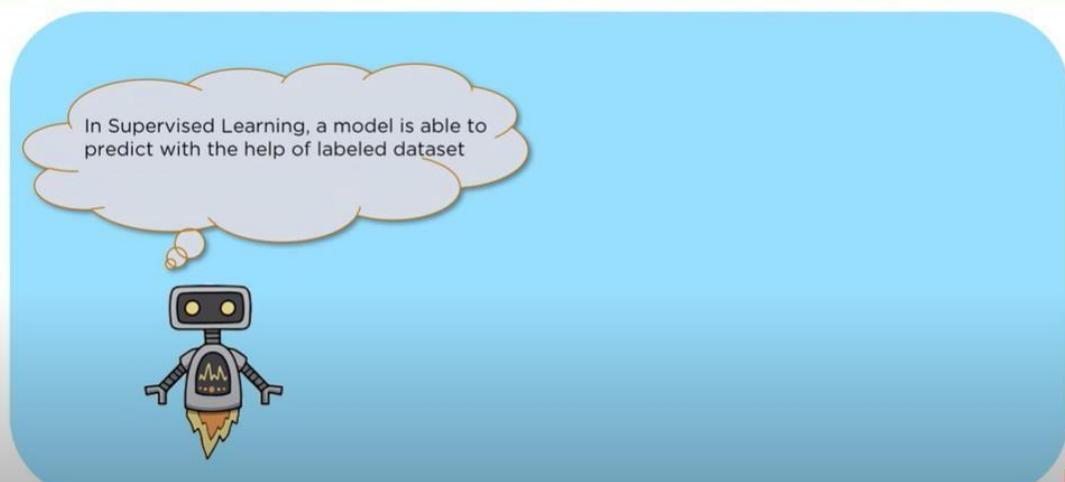 In Supervised Learning, a model is able to
predict with the help of labeled dataset